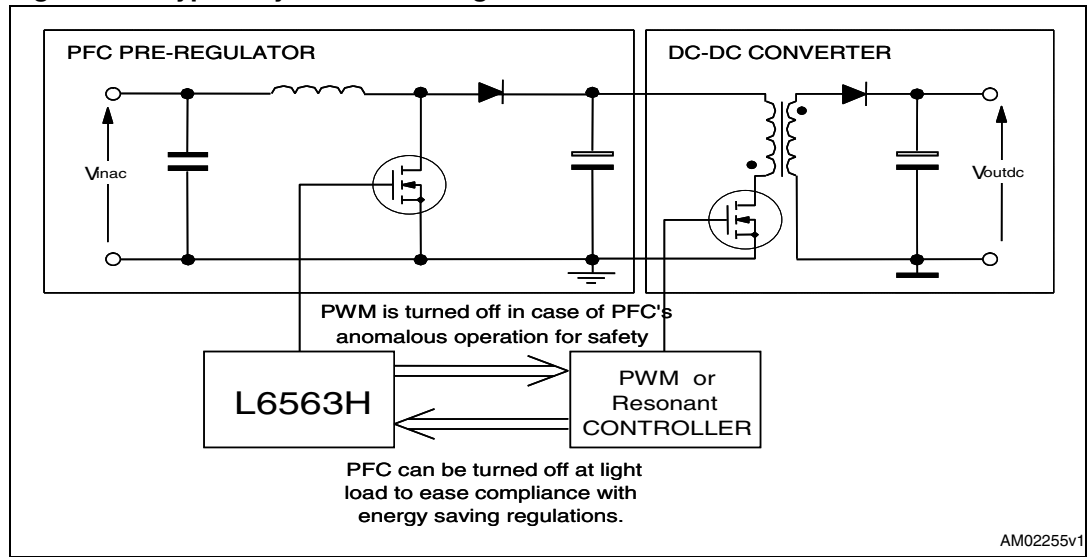 PFC PRE-REGULATOR
DC-DC CONVERTER
Vinac
Voutdc
PWM is turned off in case of PFC's
anomalous operation for safety
L6563H
PWM or
Resonant
CONTROLLER
PFC can be turned off at light
load to ease compliance with
energy saving regulations.
AM02255v1